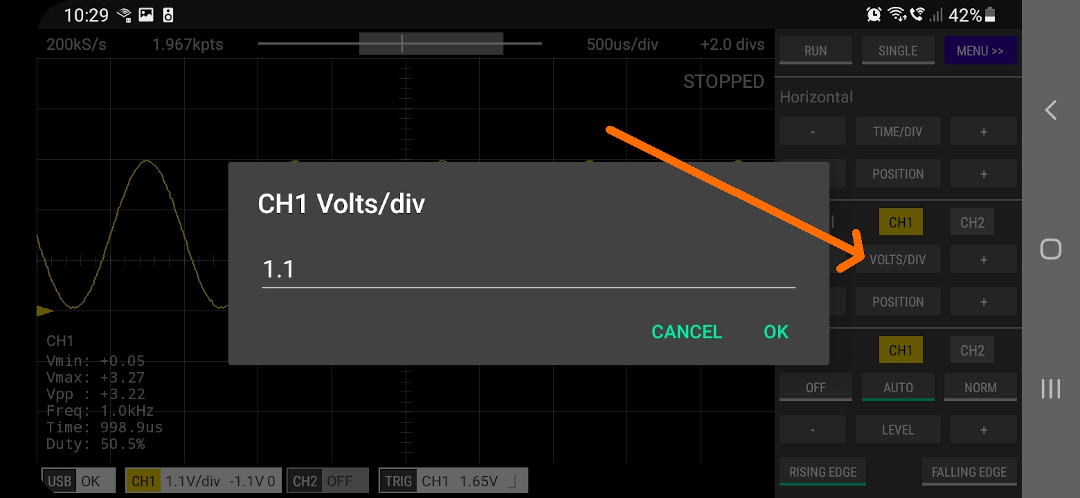 10:29
42%
200kS/s 1.967kpts 500us/div +2.0 divs
STOPPED
RUN SINGLE MENU >>
Horizontal
- TIME/DIV +
POSITION +
CH1 CH2
VOLTS/DIV +
POSITION +
CH1 CH2
OFF AUTO NORM
- LEVEL +
RISING EDGE FALLING EDGE
CH1 Volts/div
1.1
CANCEL OK
CH1
Vmin: +0.05
Vmax: +3.27
Vpp : +3.22
Freq: 1.0kHz
Time: 998.9us
Duty: 50.5%
USB OK CH1 1.1V/div -1.1V 0 CH2 OFF TRIG CH1 1.65V